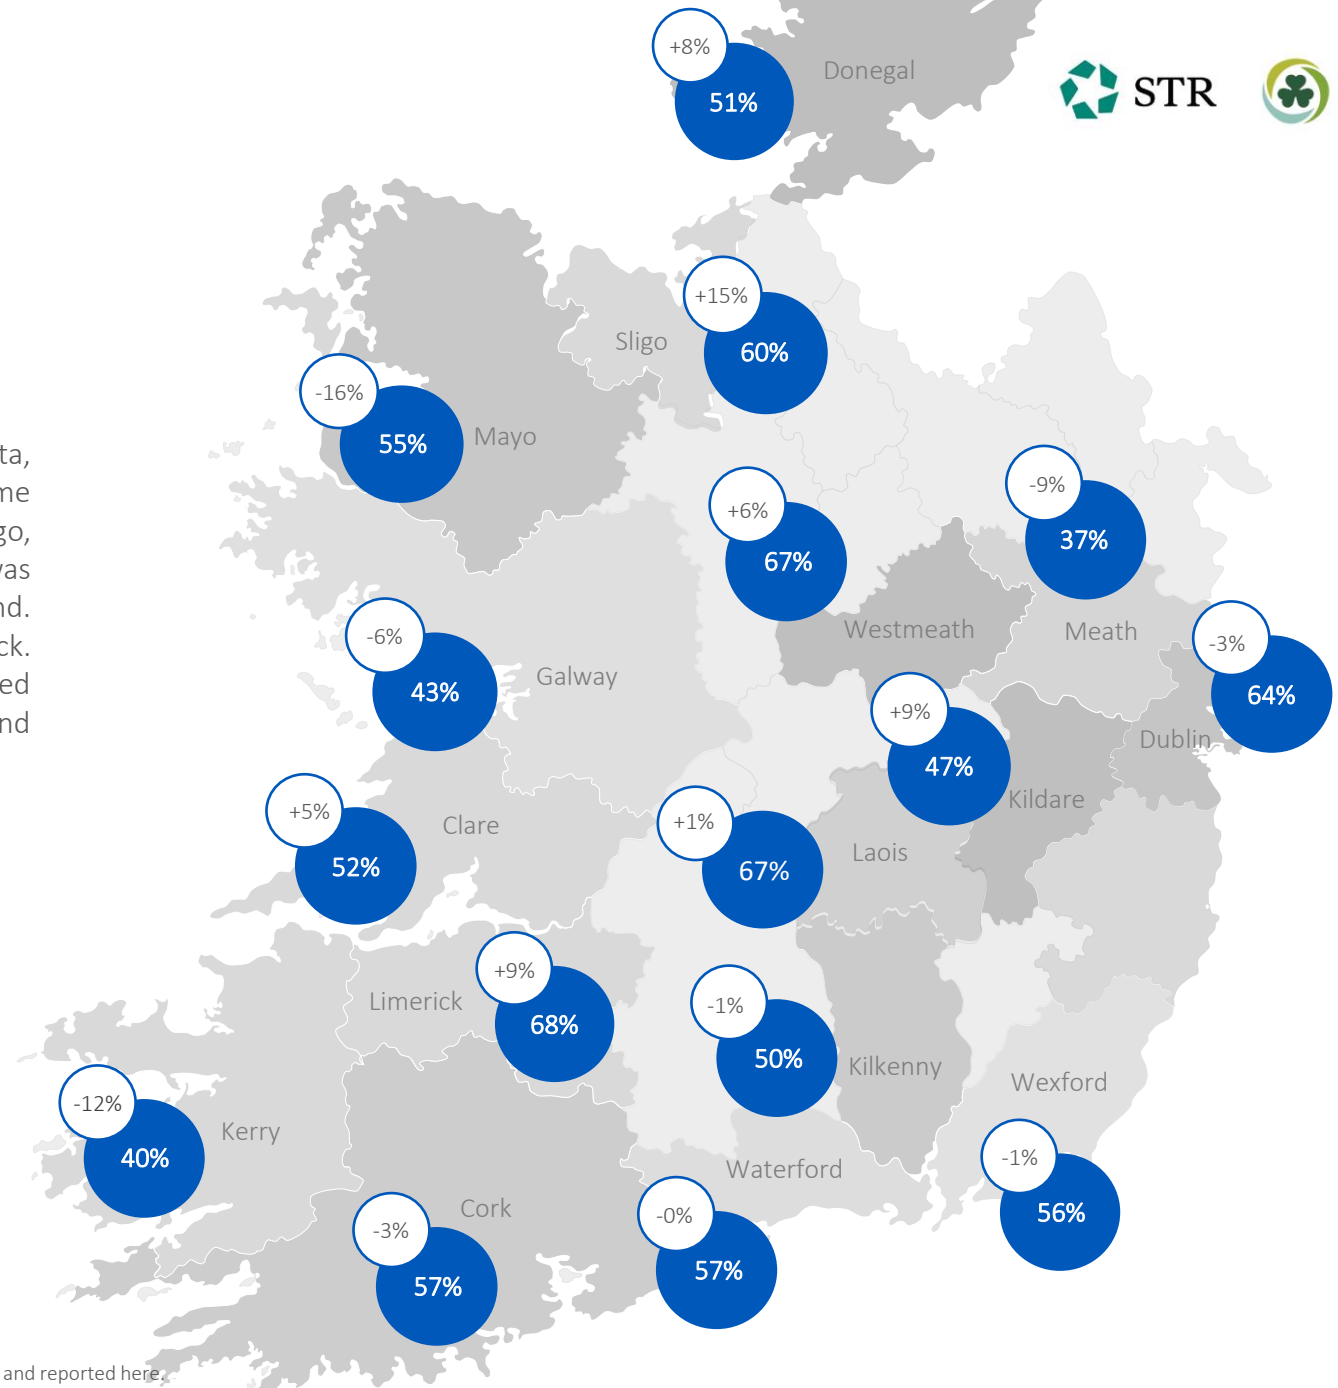 +8%
51%
Donegal
STR
+15%
60%
Sligo
-16%
55%
Mayo
ta,
me
go,
vas
nd.
ck.
ed
nd
+6%
67%
Westmeath
-9%
37%
Meath
-3%
64%
Dublin
-6%
43%
Galway
+9%
47%
Kildare
+5%
52%
Clare
+1%
67%
Laois
+9%
68%
Limerick
-1%
50%
Kilkenny
Wexford
-1%
56%
-12%
40%
Kerry
Waterford
-0%
57%
Cork
-3%
57%
and reported here.